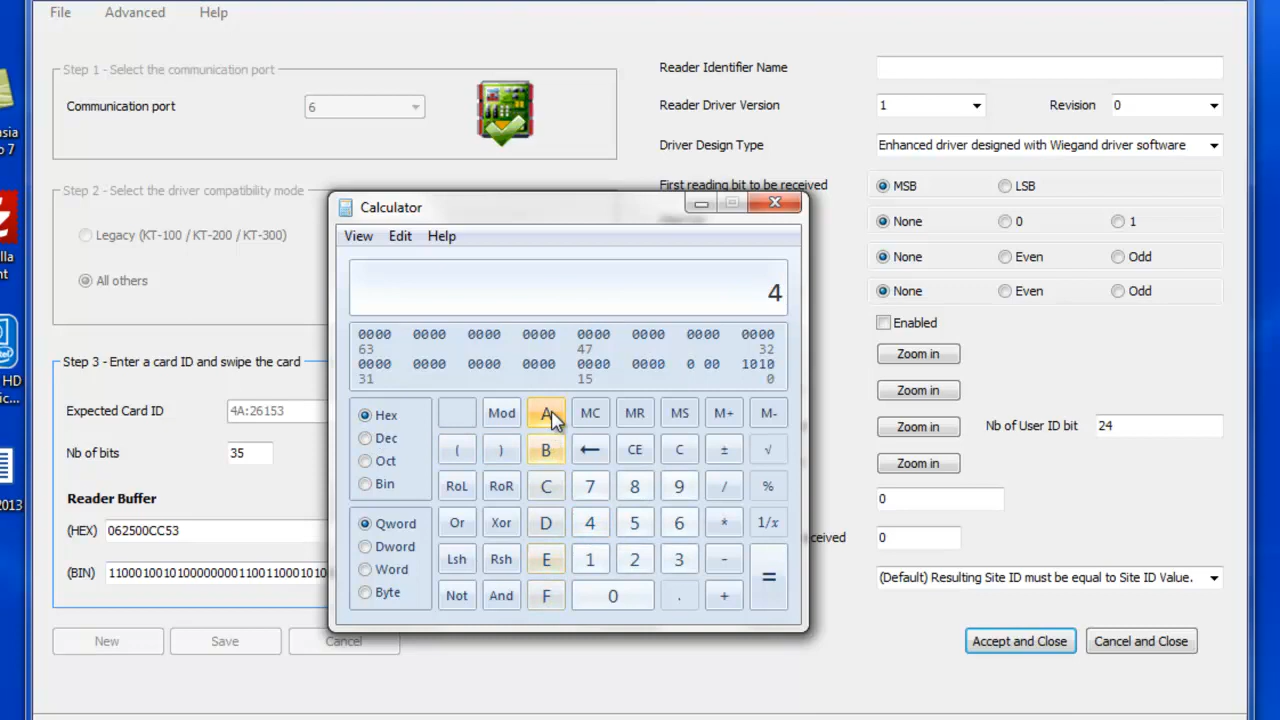 File Advanced Help
Step 1 - Select the communication port
Communication port 6
Step 2 - Select the driver compatibility mode
Legacy (KT-100 / KT-200 / KT-300)
All others
Step 3 - Enter a card ID and swipe the card
Expected Card ID 4A:26153
Nb of bits 35
Reader Buffer
(HEX) 062500CC53
(BIN) 11000100101000000001100110001010
New Save Cancel
Reader Identifier Name
Reader Driver Version 1 Revision 0
Driver Design Type Enhanced driver designed with Wiegand driver software
First reading bit to be received MSB LSB
None 0 1
None Even Odd
None Even Odd
Enabled
Zoom in
Zoom in
Zoom in Nb of User ID bit 24
Zoom in
0
ceived 0
(Default) Resulting Site ID must be equal to Site ID Value.
Accept and Close Cancel and Close
Calculator
View Edit Help
4
0000 0000 0000 0000 0000 0000 0000 0000
63 47 32
0000 0000 0000 0000 0000 0000 0 00 1010
31 15 0
Hex
Dec
Oct
Bin
Qword
Dword
Word
Byte
Mod A MC MR MS M+ M-
( ) B ← CE C ± √
RoL RoR C 7 8 9 / %
Or Xor D 4 5 6 * 1/x
Lsh Rsh E 1 2 3 - =
Not And F 0 . +
asia
o 7
lla
nt
HD
ic...
2013